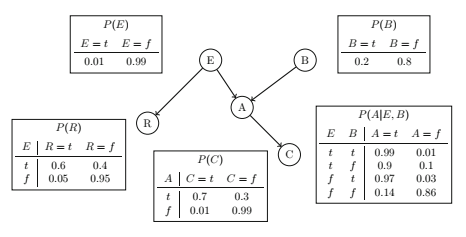 P(E)
E = t E = f
0.01 0.99
P(B)
B = t B = f
0.2 0.8
E
B
A
R
C
P(R)
E R = t R = f
t 0.6 0.4
f 0.05 0.95
P(C)
A C = t C = f
t 0.7 0.3
f 0.01 0.99
P(A|E, B)
E B A = t A = f
t t 0.99 0.01
t f 0.9 0.1
f t 0.97 0.03
f f 0.14 0.86